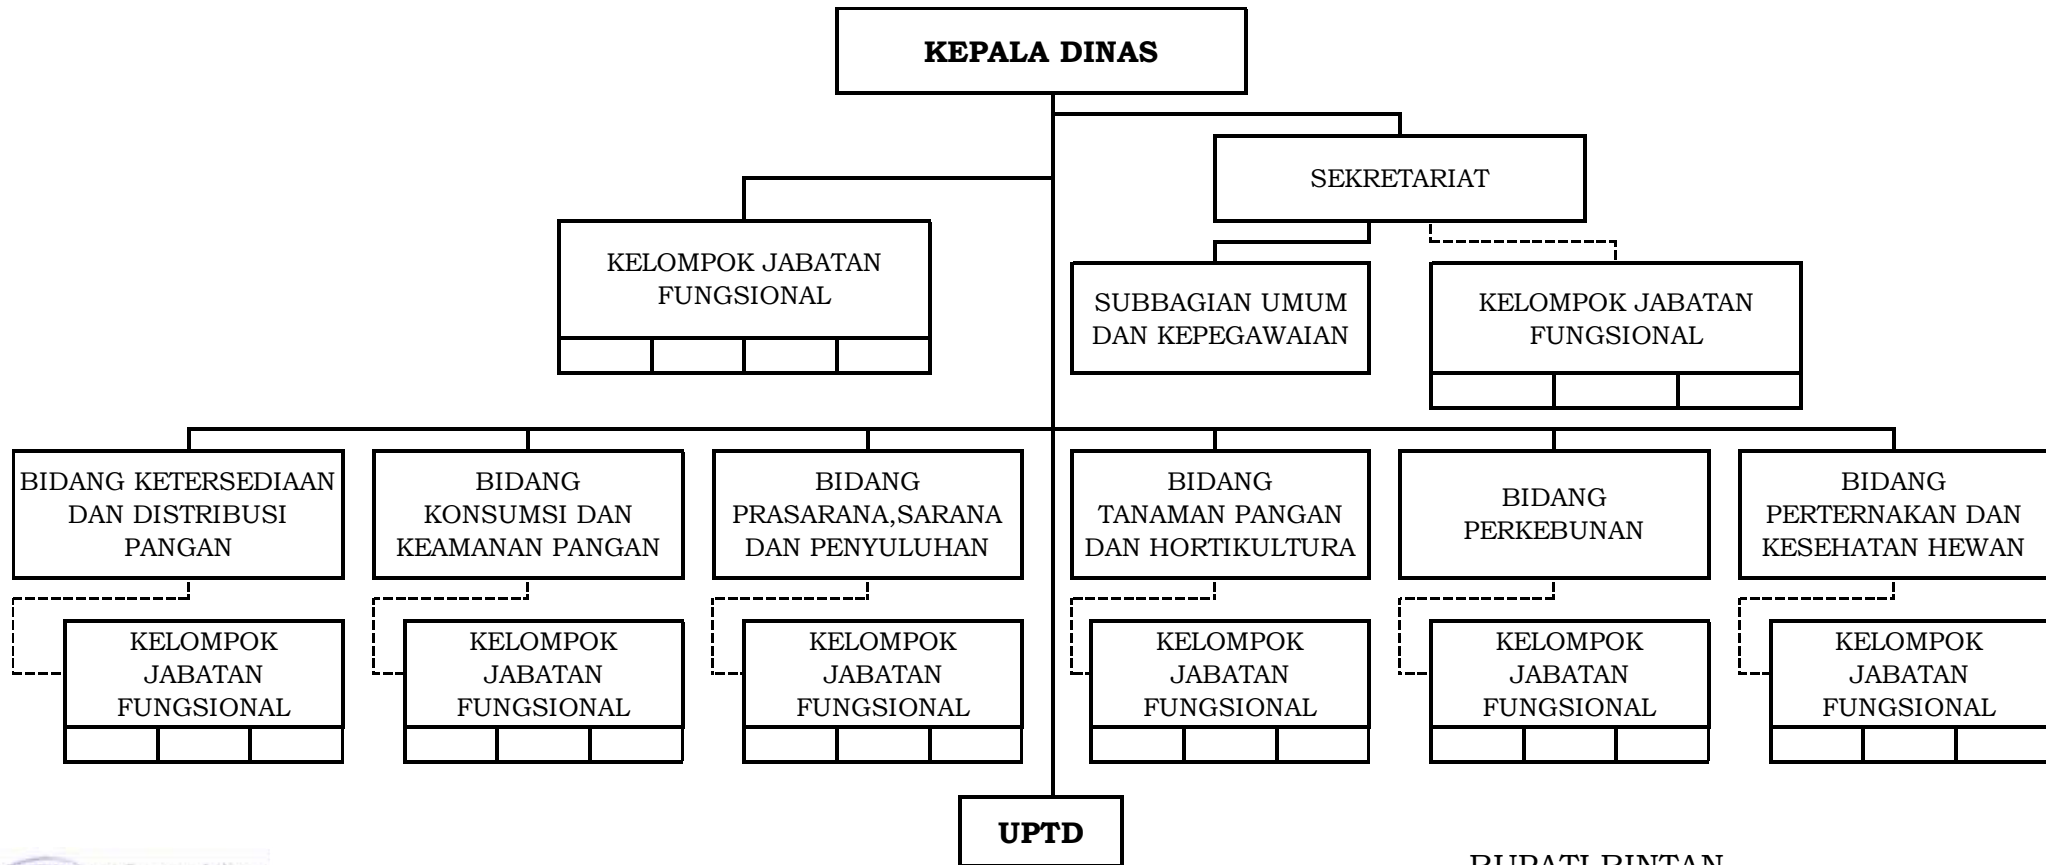 KEPALA DINAS
SEKRETARIAT
KELOMPOK JABATAN
FUNGSIONAL
SUBBAGIAN UMUM
DAN KEPEGAWAIAN
KELOMPOK JABATAN
FUNGSIONAL
BIDANG KETERSEDIAAN
DAN DISTRIBUSI
PANGAN
BIDANG
KONSUMSI DAN
KEAMANAN PANGAN
BIDANG
PRASARANA,SARANA
DAN PENYULUHAN
BIDANG
TANAMAN PANGAN
DAN HORTIKULTURA
BIDANG
PERKEBUNAN
BIDANG
PERTERNAKAN DAN
KESEHATAN HEWAN
KELOMPOK
JABATAN
FUNGSIONAL
KELOMPOK
JABATAN
FUNGSIONAL
KELOMPOK
JABATAN
FUNGSIONAL
KELOMPOK
JABATAN
FUNGSIONAL
KELOMPOK
JABATAN
FUNGSIONAL
KELOMPOK
JABATAN
FUNGSIONAL
UPTD
BUPATI BINTAN